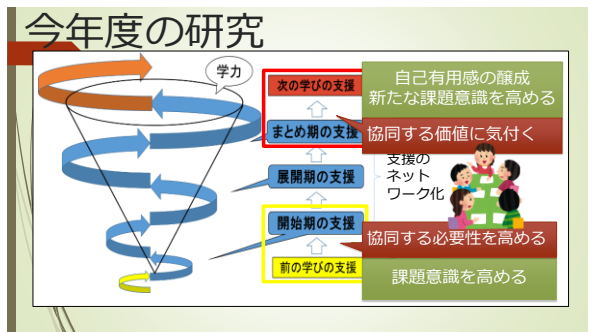 今年度の研究
学力
次の学びの支援
まとめ期の支援
展開期の支援
開始期の支援
前の学びの支援
自己有用感の醸成
新たな課題意識を高める
協同する価値に気付く
支援の
ネット
ワーク化
協同する必要性を高める
課題意識を高める